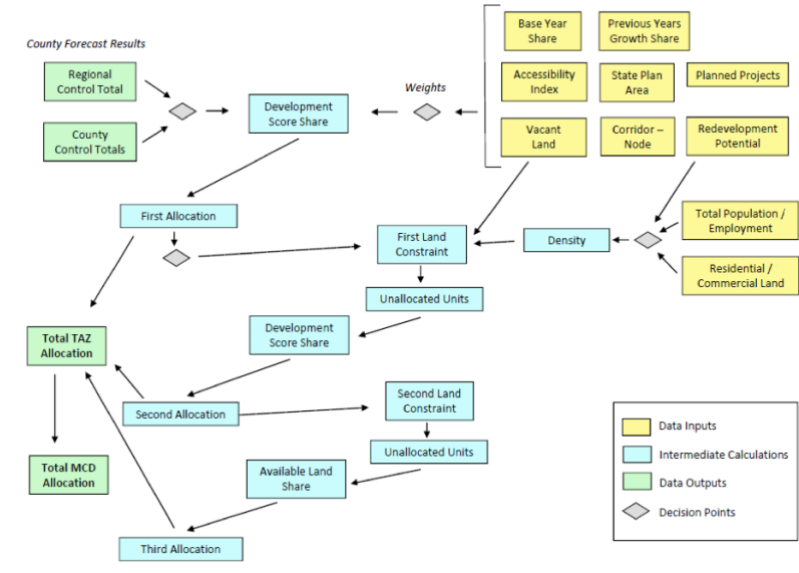 Base Year
Share
Previous Years
Growth Share
County Forecast Results
Regional
Control Total
Accessibility
Index
State Plan
Area
Planned Projects
Weights
Development
Score Share
County
Control Totals
Vacant
Land
Corridor –
Node
Redevelopment
Potential
First Allocation
Total Population /
Employment
First Land
Constraint
Density
Residential /
Commercial Land
Unallocated Units
Development
Score Share
Total TAZ
Allocation
Second Allocation
Second Land
Constraint
Unallocated Units
Total MCD
Allocation
Available Land
Share
Third Allocation
Data Inputs
Intermediate Calculations
Data Outputs
Decision Points